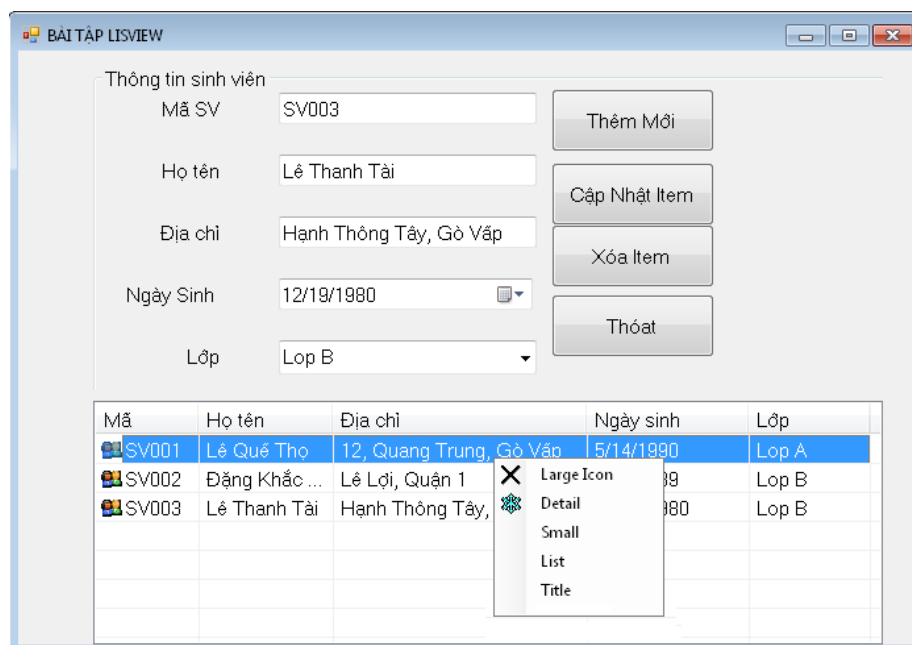 BÀI TẬP LISVIEW
Thông tin sinh viên
Mã SV SV003 Thêm Mới
Họ tên Lê Thanh Tài Cập Nhật Item
Địa chỉ Hạnh Thông Tây, Gò Vấp Xóa Item
Ngày Sinh 12/19/1980 Thóat
Lớp Lop B
Mã Họ tên Địa chỉ Ngày sinh Lớp
SV001 Lê Quế Thọ 12, Quang Trung, Gò Vấp 5/14/1990 Lop A
SV002 Đặng Khắc ... Lê Lợi, Quận 1 39 Lop B
SV003 Lê Thanh Tài Hạnh Thông Tây, 980 Lop B
Large Icon
Detail
Small
List
Title